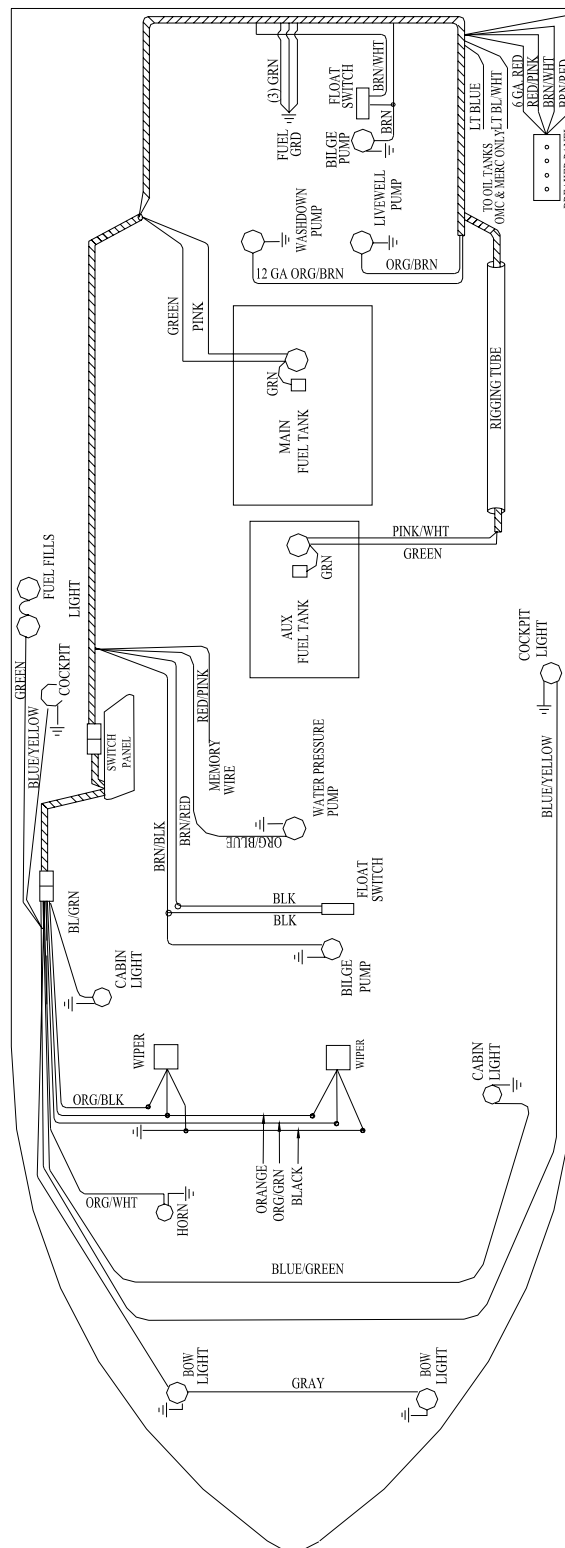 (3) GRN
FUEL
GRD
FLOAT
SWITCH
BRN/WHT
BRN
BILGE
PUMP
LT BLUE
LT BL/WHT
TO OIL TANKS
OMC & MERC ONLY
6 GA. RED
RED/PINK
BRN/WHT
BRN/RED
WASHDOWN
PUMP
LIVEWELL
PUMP
12 GA ORG/BRN
ORG/BRN
GREEN
PINK
GRN
MAIN
FUEL TANK
RIGGING TUBE
PINK/WHT
GREEN
GRN
AUX
FUEL TANK
FUEL FILLS
LIGHT
COCKPIT
GREEN
BLUE/YELLOW
SWITCH
PANEL
RED/PINK
MEMORY
WIRE
BRN/BLK
BRN/RED
ORG/BLUE
WATER PRESSURE
PUMP
COCKPIT
LIGHT
BLUE/YELLOW
BLK
BLK
FLOAT
SWITCH
BILGE
PUMP
BL/GRN
CABIN
LIGHT
WIPER
WIPER
ORG/BLK
ORANGE
ORG/GRN
BLACK
CABIN
LIGHT
ORG/WHT
HORN
BLUE/GREEN
BOW
LIGHT
GRAY
BOW
LIGHT